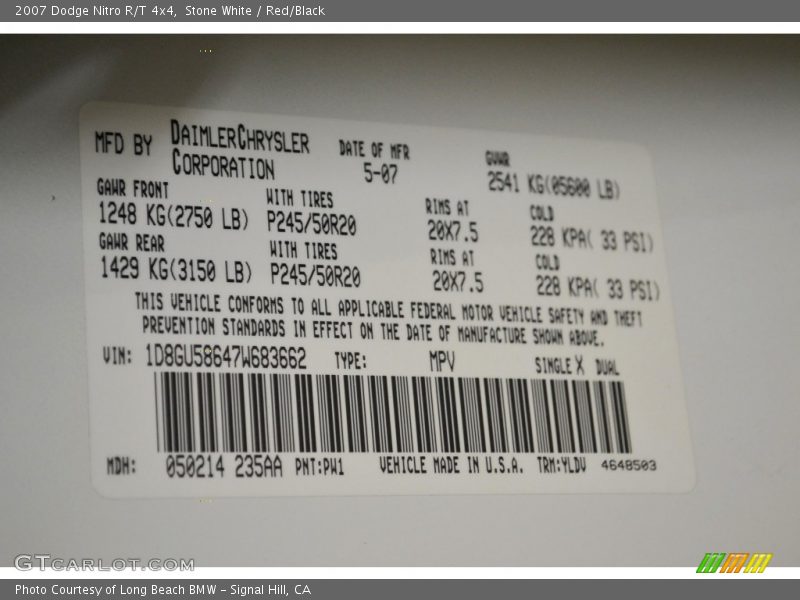 2007 Dodge Nitro R/T 4x4, Stone White / Red/Black
MFD BY DAIMLERCHRYSLER CORPORATION DATE OF MFR 5-07 GVWR 2541 KG(05600 LB)
GAWR FRONT WITH TIRES RIMS AT COLD
1248 KG(2750 LB) P245/50R20 20X7.5 228 KPA( 33 PSI)
GAWR REAR WITH TIRES RIMS AT COLD
1429 KG(3150 LB) P245/50R20 20X7.5 228 KPA( 33 PSI)
THIS VEHICLE CONFORMS TO ALL APPLICABLE FEDERAL MOTOR VEHICLE SAFETY AND THEFT
PREVENTION STANDARDS IN EFFECT ON THE DATE OF MANUFACTURE SHOWN ABOVE.
VIN: 1D8GU58647W683662 TYPE: MPV SINGLE X DUAL
MDH: 050214 235AA PNT:PW1 VEHICLE MADE IN U.S.A. TRM:YLDV 4648503
GTCARLOT.COM
Photo Courtesy of Long Beach BMW - Signal Hill, CA